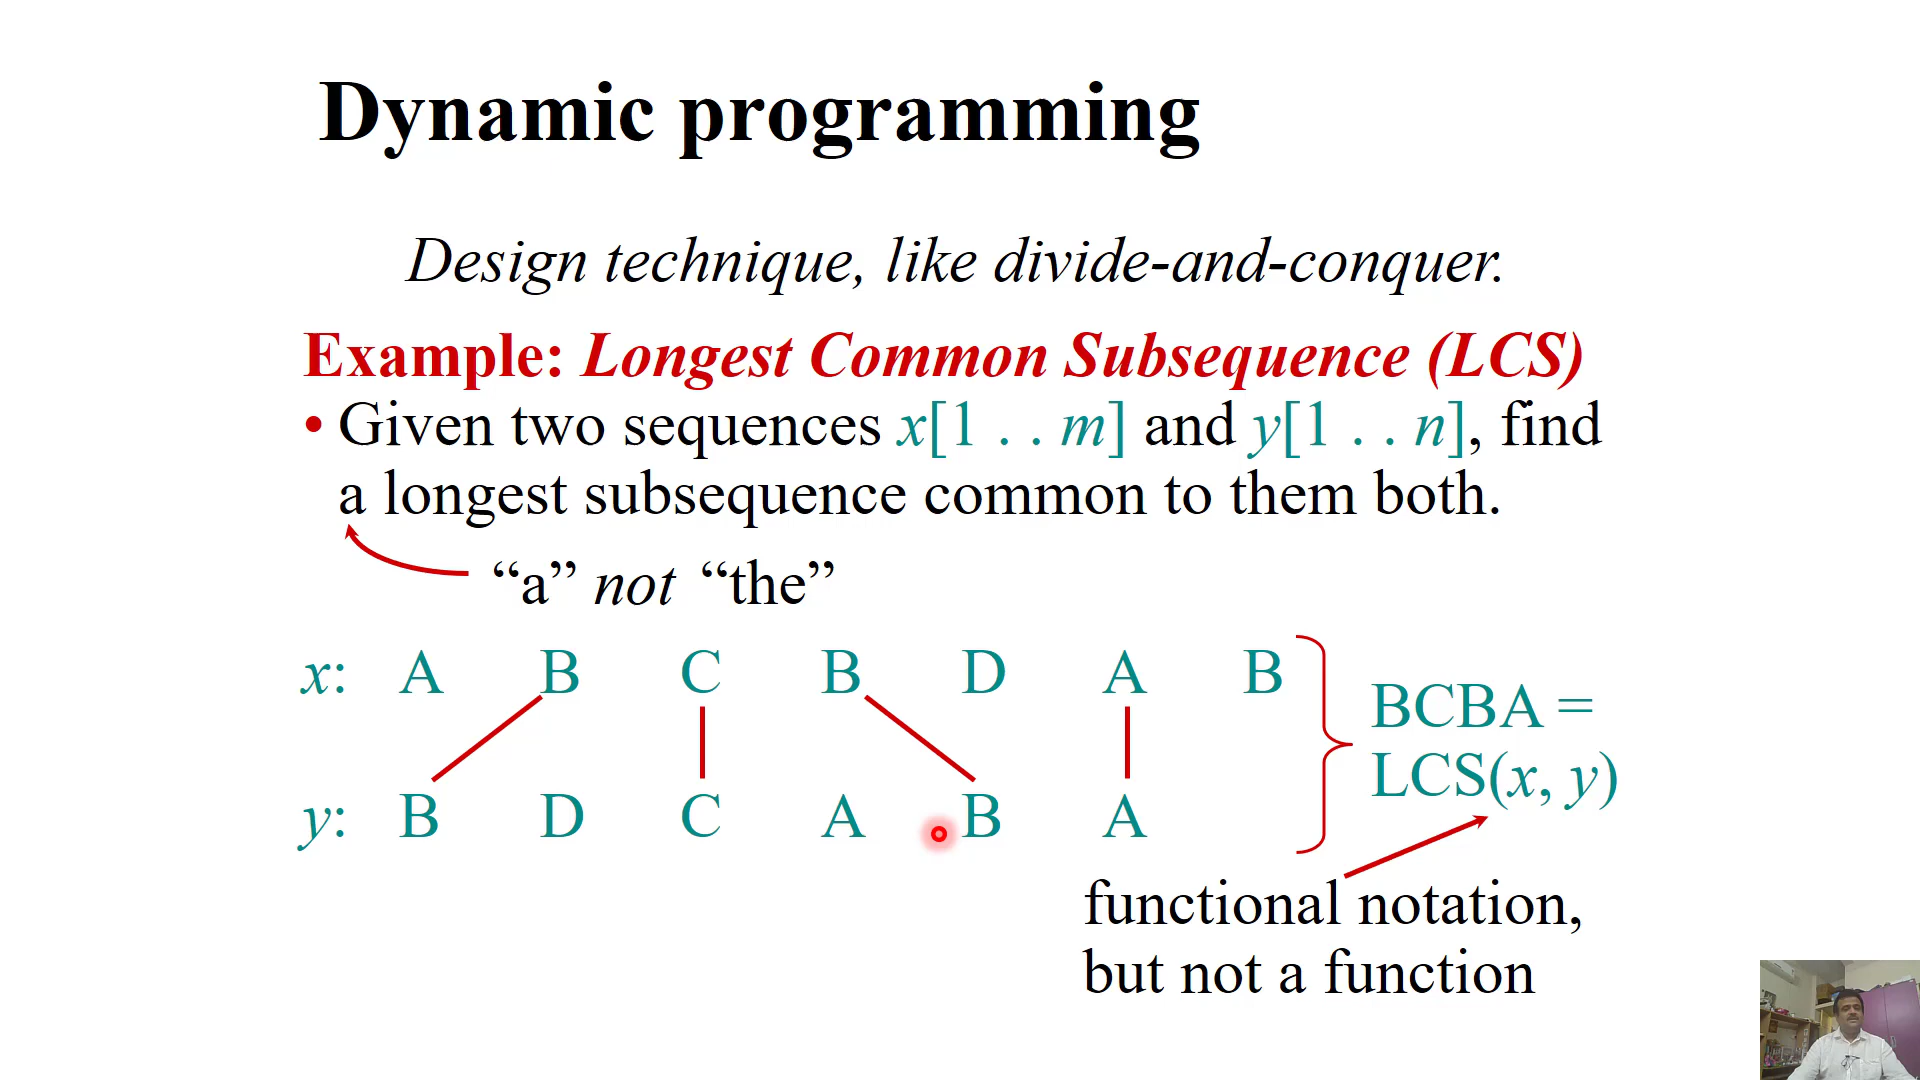 Dynamic programming
Design technique, like divide-and-conquer.
Example: Longest Common Subsequence (LCS)
• Given two sequences x[1 . . m] and y[1 . . n], find
a longest subsequence common to them both.
“a” not “the”
x: A B C B D A B
y: B D C A B A
BCBA =
LCS(x, y)
functional notation,
but not a function